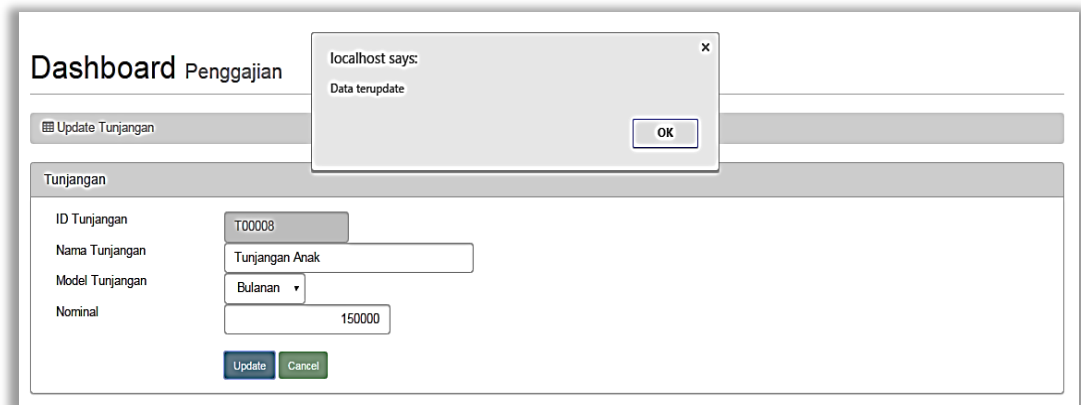 Dashboard Penggajian
localhost says:
x
Data terupdate
OK
Update Tunjangan
Tunjangan
ID Tunjangan T00008
Nama Tunjangan Tunjangan Anak
Model Tunjangan Bulanan
Nominal 150000
Update Cancel